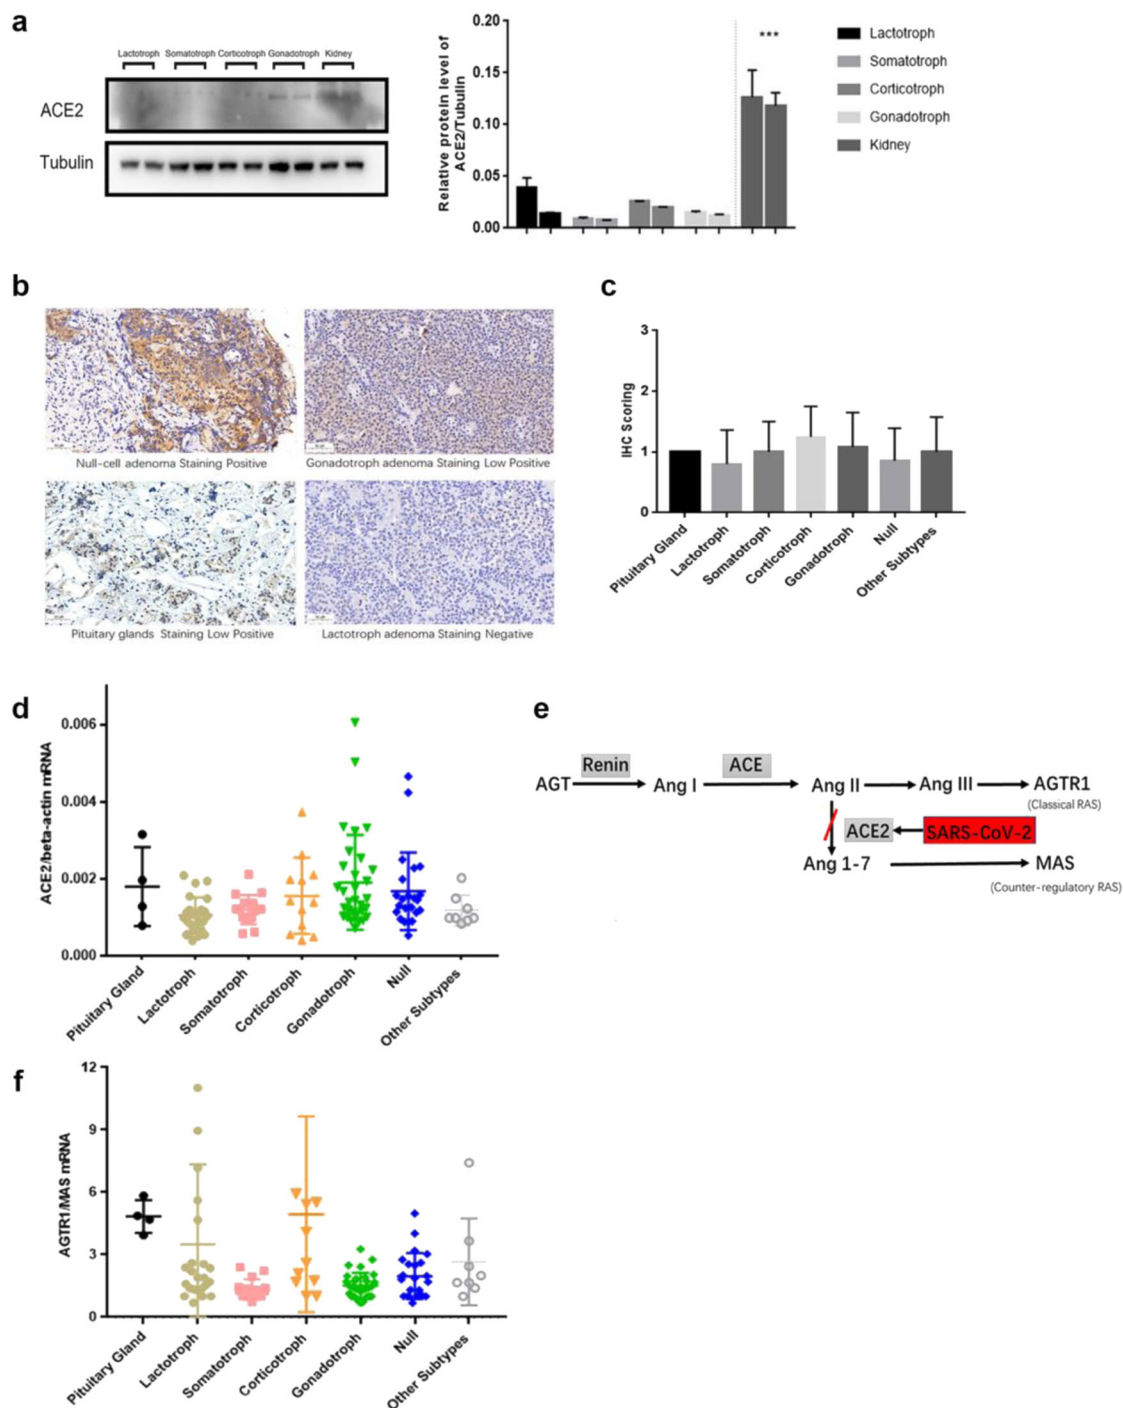 a
Lactotroph Somatotroph Corticotroph Gonadotroph Kidney
ACE2
Tubulin
Relative protein level of
ACE2/Tubulin
0.20
0.15
0.10
0.05
0.00
***
Lactotroph
Somatotroph
Corticotroph
Gonadotroph
Kidney
b
Null-cell adenoma Staining Positive
Gonadotroph adenoma Staining Low Positive
Pituitary glands Staining Low Positive
Lactotroph adenoma Staining Negative
c
IHC Scoring
3
2
1
0
Pituitary Gland
Lactotroph
Somatotroph
Corticotroph
Gonadotroph
Null
Other Subtypes
d
ACE2/beta-actin mRNA
0.006
0.004
0.002
0.000
Pituitary Gland
Lactotroph
Somatotroph
Corticotroph
Gonadotroph
Null
Other Subtypes
e
Renin ACE
AGT Ang I Ang II Ang III AGTR1
(Classical RAS)
ACE2 SARS-CoV-2
Ang 1-7 MAS
(Counter-regulatory RAS)
f
AGTR1/MAS mRNA
12
9
6
3
0
Pituitary Gland
Lactotroph
Somatotroph
Corticotroph
Gonadotroph
Null
Other Subtypes